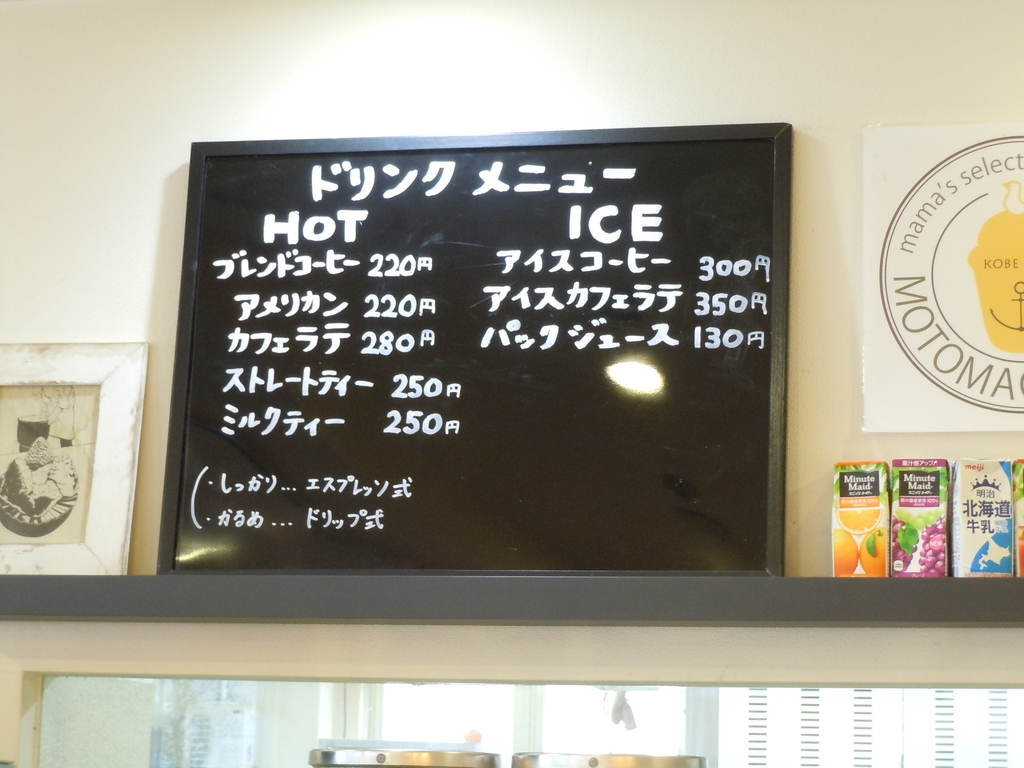 ドリンク メニュー
HOT
ブレンドコーヒー 220円
アメリカン 220円
カフェラテ 280円
ストレートティー 250円
ミルクティー 250円
(・しっかり... エスプレッソ式
・かるめ... ドリップ式
ICE
アイスコーヒー 300円
アイスカフェラテ 350円
パックジュース 130円
mama's select
KOBE
MOTOMA
Minute Maid
Minute Maid
meiji
明治
北海道
牛乳